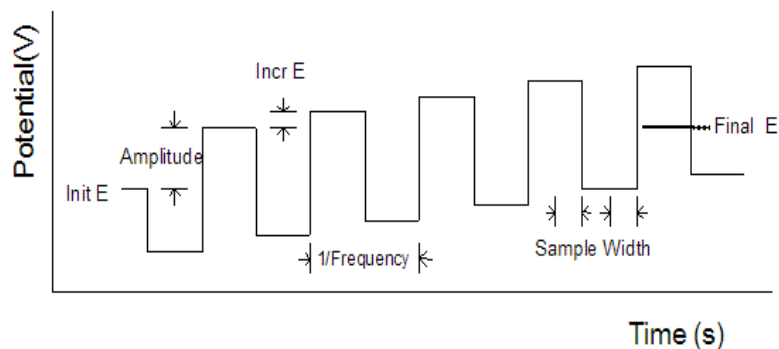 Potential(V)
Incr E
Amplitude
Init E
1/Frequency
Sample Width
Final E
Time (s)